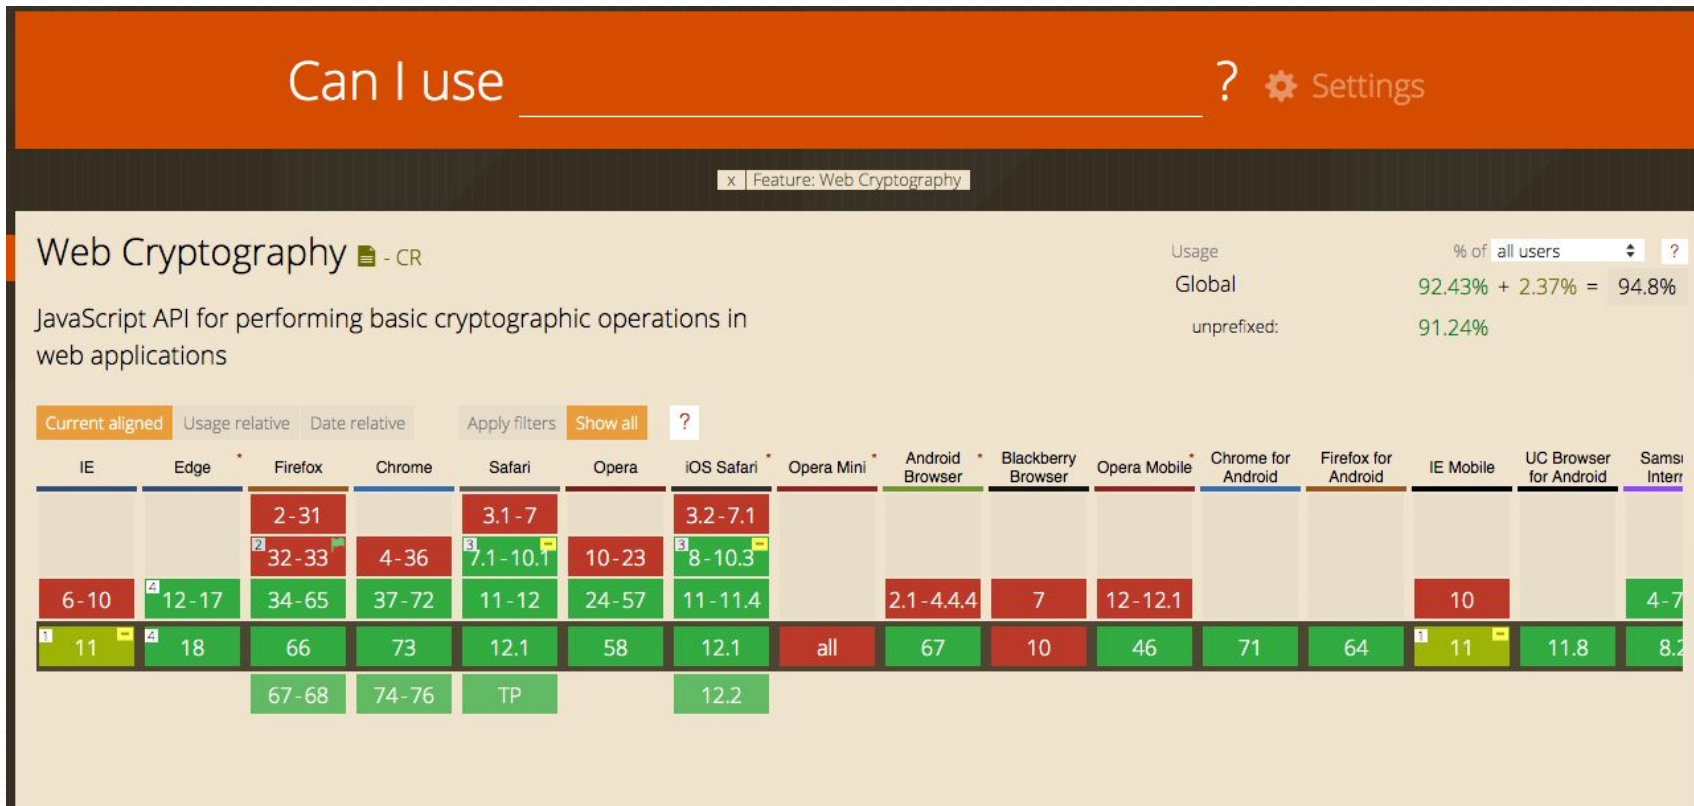 Can I use ? Settings
x Feature: Web Cryptography
Web Cryptography - CR
Usage % of all users ?
Global 92.43% + 2.37% = 94.8%
unprefixed: 91.24%
JavaScript API for performing basic cryptographic operations in
web applications
Current aligned Usage relative Date relative Apply filters Show all ?
IE Edge * Firefox Chrome Safari Opera iOS Safari * Opera Mini * Android Browser * Blackberry Browser Opera Mobile * Chrome for Android Firefox for Android IE Mobile UC Browser for Android
2-31 3.1-7 3.2-7.1
2 32-33 4-36 3 7.1-10.1 10-23 3 8-10.3
6-10 4 12-17 34-65 37-72 11-12 24-57 11-11.4 2.1-4.4.4 7 12-12.1 10 4-7
1 11 4 18 66 73 12.1 58 12.1 all 67 10 46 71 64 1 11 11.8 8.2
67-68 74-76 TP 12.2